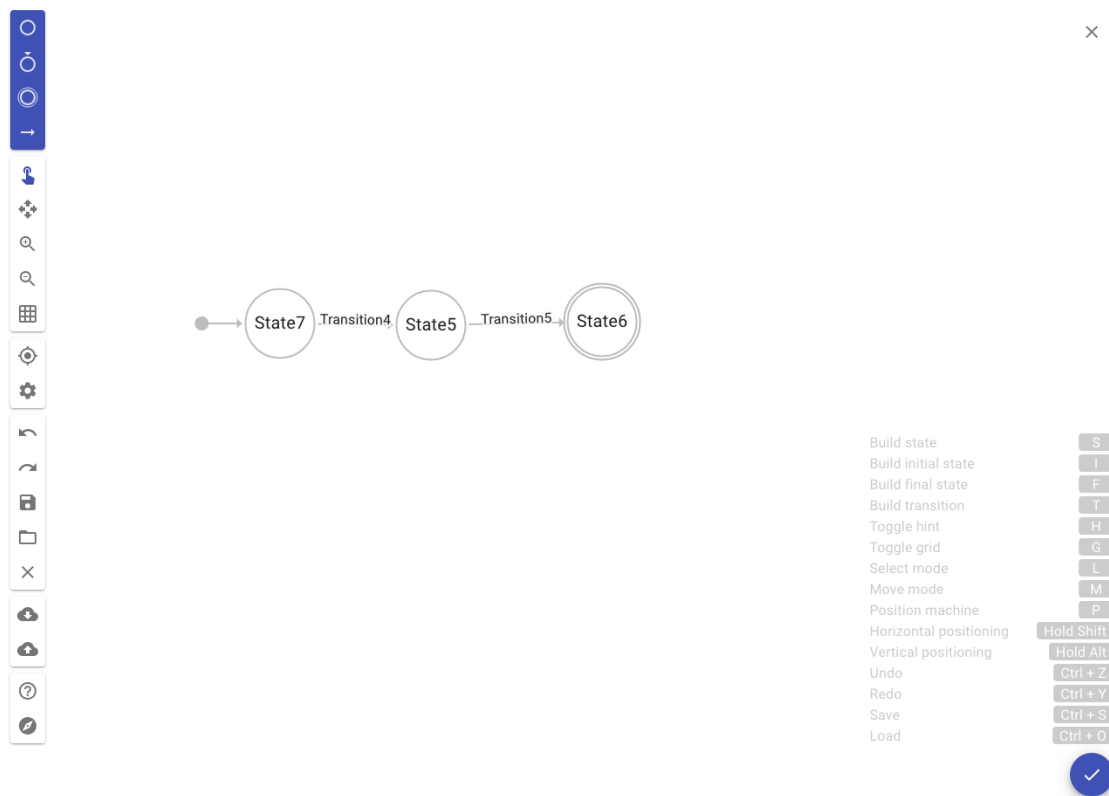 State7 Transition4 State5 Transition5 State6
Build state S
Build initial state I
Build final state F
Build transition T
Toggle hint H
Toggle grid G
Select mode L
Move mode M
Position machine P
Horizontal positioning Hold Shift
Vertical positioning Hold Alt
Undo Ctrl + Z
Redo Ctrl + Y
Save Ctrl + S
Load Ctrl + O